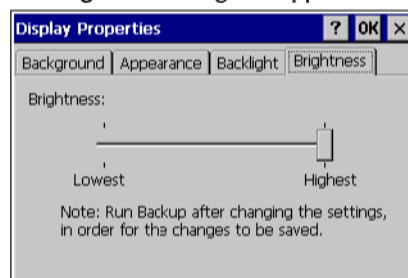 Display Properties ? OK ×
Background Appearance Backlight Brightness
Brightness:
Lowest Highest
Note: Run Backup after changing the settings,
in order for the changes to be saved.